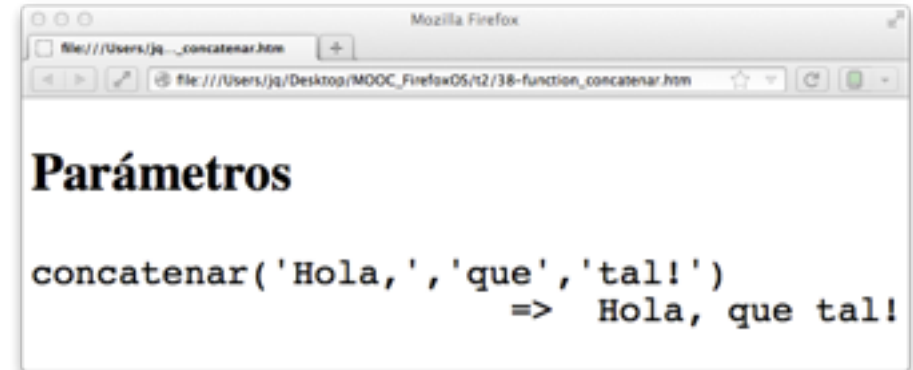 Mozilla Firefox
file:///Users/jq..._concatenar.htm
file:///Users/jq/Desktop/MOOC_FirefoxOS/t2/38-function_concatenar.htm
Parámetros
concatenar('Hola,','que','tal!')
=> Hola, que tal!